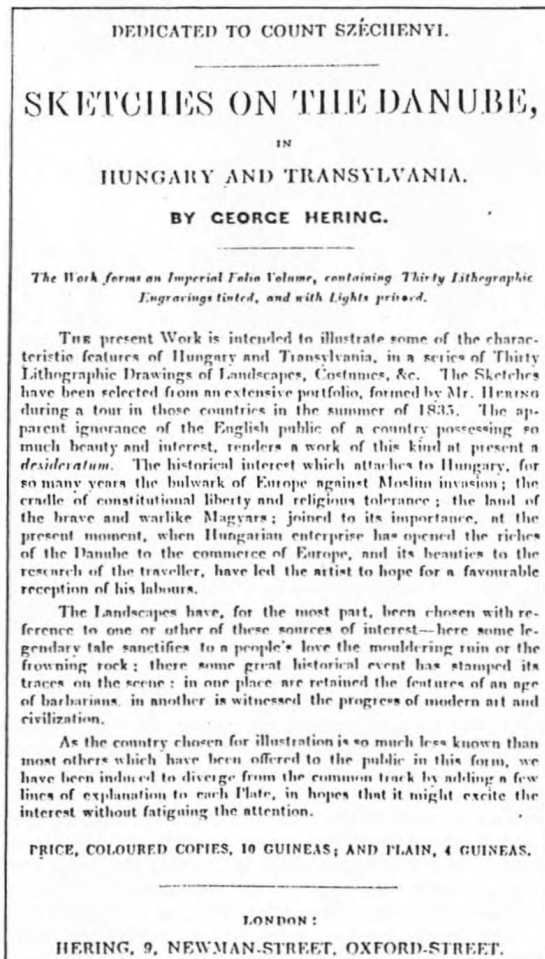 DEDICATED TO COUNT SZÉCHENYI.
SKETCHES ON THE DANUBE,
IN
HUNGARY AND TRANSYLVANIA.
BY GEORGE HERING.
The Work forms an Imperial Folio Volume, containing Thirty Lithographic
Engravings tinted, and with Lights printed.
THE present Work is intended to illustrate some of the charac-
teristic features of Hungary and Transylvania, in a series of Thirty
Lithographic Drawings of Landscapes, Costumes, &c. The Sketches
have been selected from an extensive portfolio, formed by Mr. HERING
during a tour in those countries in the summer of 1835. The ap-
parent ignorance of the English public of a country possessing so
much beauty and interest, renders a work of this kind at present a
desideratum. The historical interest which attaches to Hungary, for
so many years the bulwark of Europe against Moslim invasion; the
cradle of constitutional liberty and religious tolerance; the land of
the brave and warlike Magyars; joined to its importance, at the
present moment, when Hungarian enterprise has opened the riches
of the Danube to the commerce of Europe, and its beauties to the
research of the traveller, have led the artist to hope for a favourable
reception of his labours.
The Landscapes have, for the most part, been chosen with re-
ference to one or other of these sources of interest—here some le-
gendary tale sanctifies to a people's love the mouldering ruin or the
frowning rock; there some great historical event has stamped its
traces on the scene: in one place are retained the features of an age
of barbarians, in another is witnessed the progress of modern art and
civilization.
As the country chosen for illustration is so much less known than
most others which have been offered to the public in this form, we
have been induced to diverge from the common track by adding a few
lines of explanation to each Plate, in hopes that it might excite the
interest without fatiguing the attention.
PRICE, COLOURED COPIES, 10 GUINEAS; AND PLAIN, 4 GUINEAS.
LONDON:
HERING, 9, NEWMAN-STREET, OXFORD-STREET.